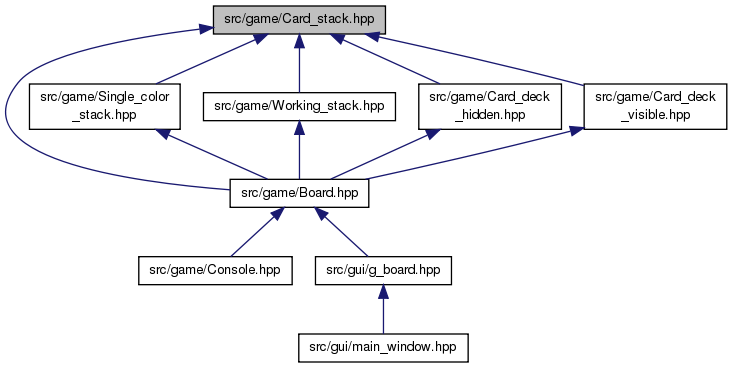 src/game/Card_stack.hpp
src/game/Single_color
_stack.hpp
src/game/Working_stack.hpp
src/game/Card_deck
_hidden.hpp
src/game/Card_deck
_visible.hpp
src/game/Board.hpp
src/game/Console.hpp
src/gui/g_board.hpp
src/gui/main_window.hpp